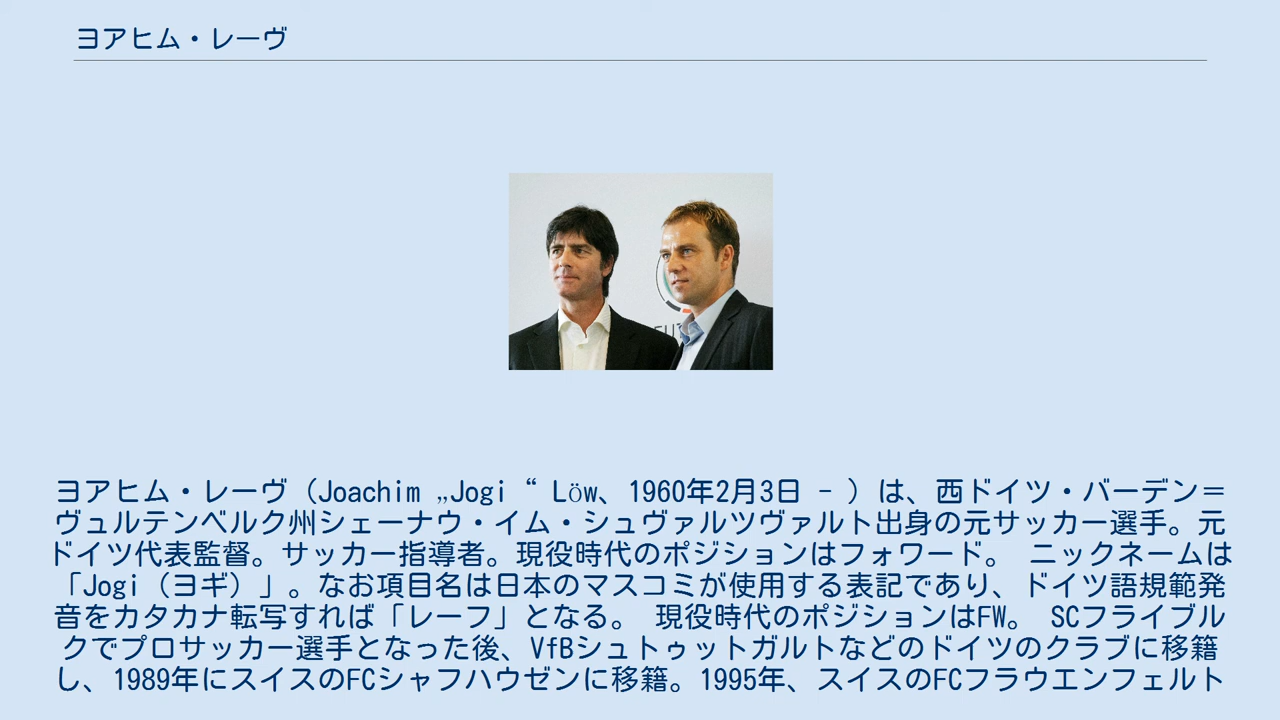 ヨアヒム・レーヴ
ヨアヒム・レーヴ（Joachim „Jogi “ Löw、1960年2月3日 - ）は、西ドイツ・バーデン＝
ヴュルテンベルク州シェーナウ・イム・シュヴァルツヴァルト出身の元サッカー選手。元
ドイツ代表監督。サッカー指導者。現役時代のポジションはフォワード。 ニックネームは
「Jogi（ヨギ）」。なお項目名は日本のマスコミが使用する表記であり、ドイツ語規範発
音をカタカナ転写すれば「レーフ」となる。 現役時代のポジションはFW。 SCフライブル
クでプロサッカー選手となった後、VfBシュトゥットガルトなどのドイツのクラブに移籍
し、1989年にスイスのFCシャフハウゼンに移籍。1995年、スイスのFCフラウエンフェルト